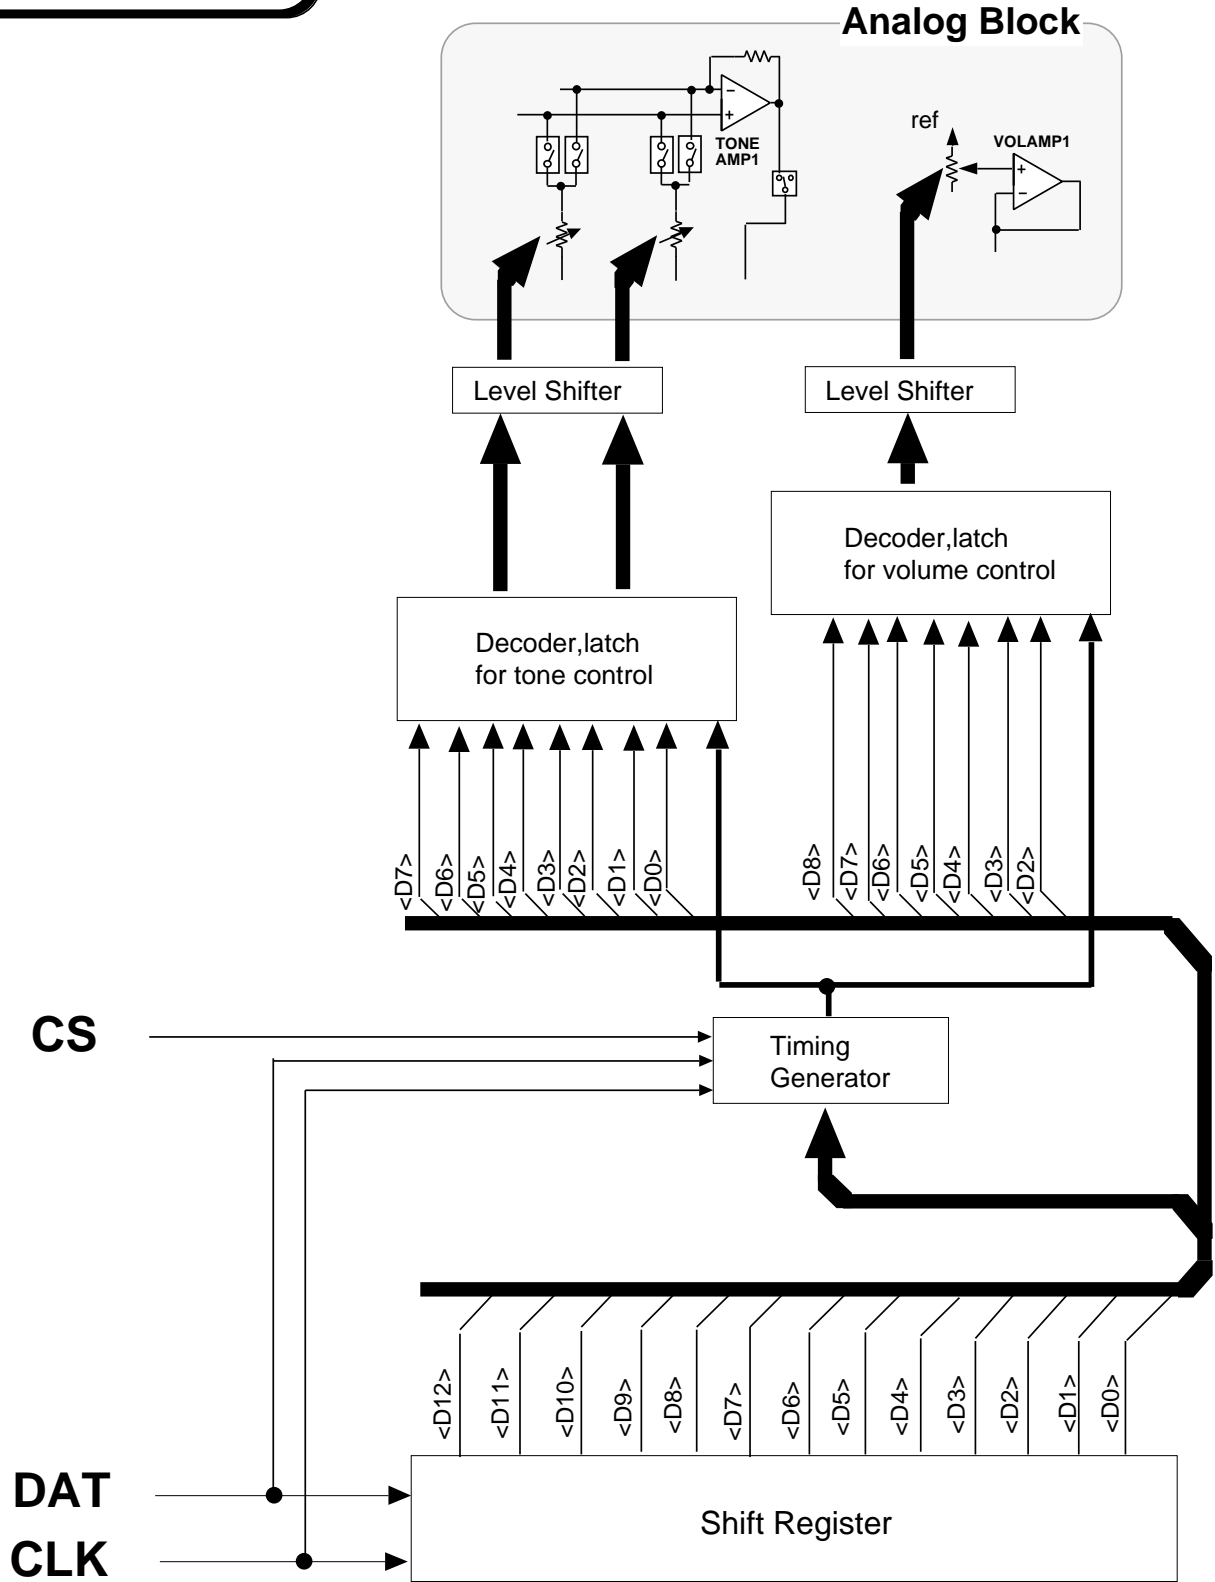 Analog Block
TONE
AMP1
ref
VOLAMP1
+
−
−
+
Level Shifter
Level Shifter
Decoder,latch
for volume control
Decoder,latch
for tone control
<D7>
<D6>
<D5>
<D4>
<D3>
<D2>
<D1>
<D0>
<D8>
<D7>
<D6>
<D5>
<D4>
<D3>
<D2>
CS
Timing
Generator
<D12>
<D11>
<D10>
<D9>
<D8>
<D7>
<D6>
<D5>
<D4>
<D3>
<D2>
<D1>
<D0>
DAT
Shift Register
CLK